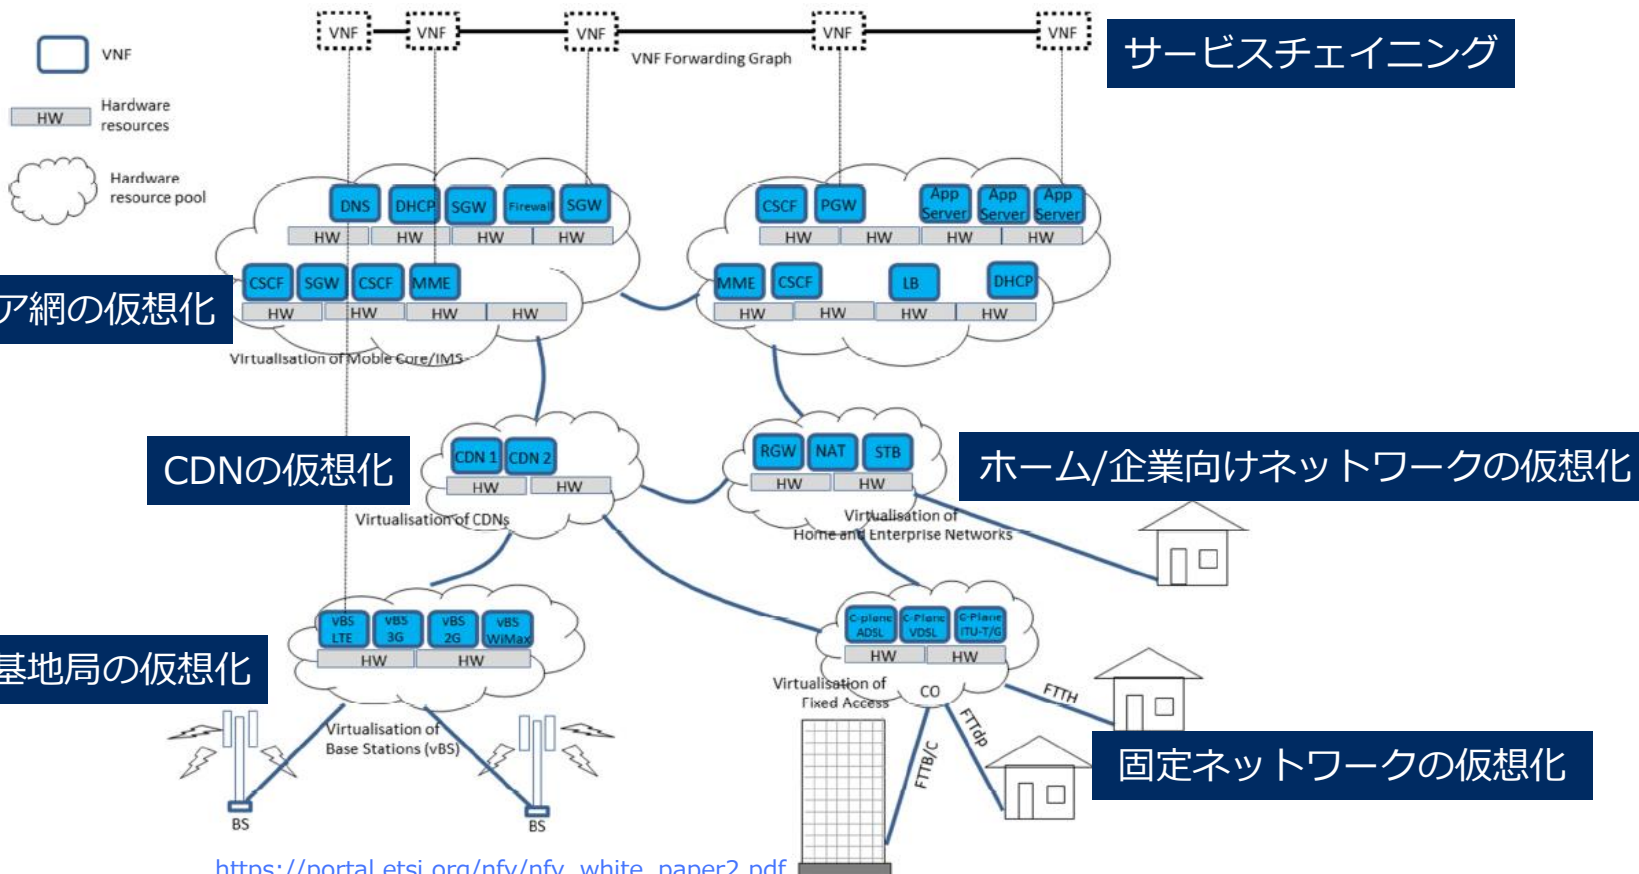 VNF
VNF
VNF
VNF
VNF
VNF Forwarding Graph
サービスチェイニング
VNF
HW
Hardware
resources
Hardware
resource pool
DNS
DHCP
SGW
Firewall
SGW
HW
HW
HW
HW
CSCF
SGW
CSCF
MME
HW
HW
HW
HW
CSCF
PGW
App
Server
App
Server
App
Server
HW
HW
HW
HW
MME
CSCF
LB
DHCP
HW
HW
HW
HW
ア網の仮想化
Virtualisation of Moble Core/IMS
CDNの仮想化
CDN 1
CDN 2
HW
HW
Virtualisation of CDNs
RGW
NAT
STB
HW
HW
ホーム/企業向けネットワークの仮想化
Virtualisation of
Home and Enterprise Networks
vBS
LTE
vBS
3G
vBS
2G
vBS
WiMax
HW
HW
基地局の仮想化
Virtualisation of
Base Stations (vBS)
BS
BS
C-plane
ADSL
C-Plane
VDSL
C-Plane
ITU-T/G
HW
HW
Virtualisation of
Fixed Access
CO
FTTH
FTTdp
FTTB/C
固定ネットワークの仮想化
https://portal.etsi.org/nfv/nfv_white_paper2.pdf